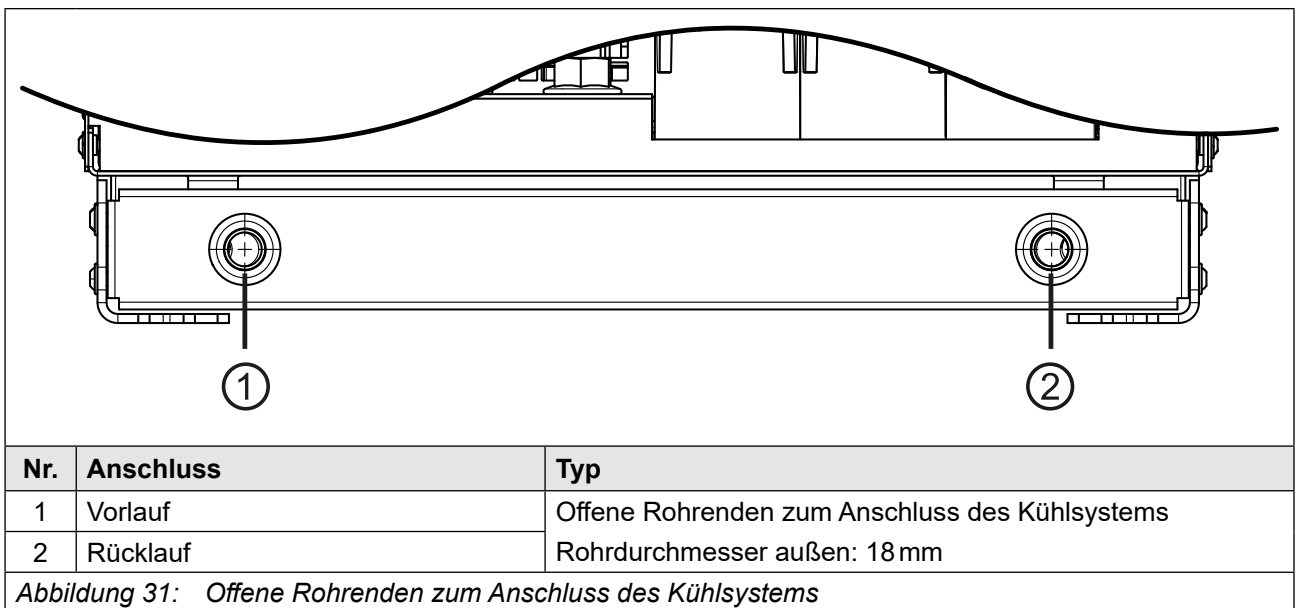 1 2
Nr. Anschluss Typ
1 Vorlauf Offene Rohrenden zum Anschluss des Kühlsystems
2 Rücklauf Rohrdurchmesser außen: 18 mm
Abbildung 31: Offene Rohrenden zum Anschluss des Kühlsystems